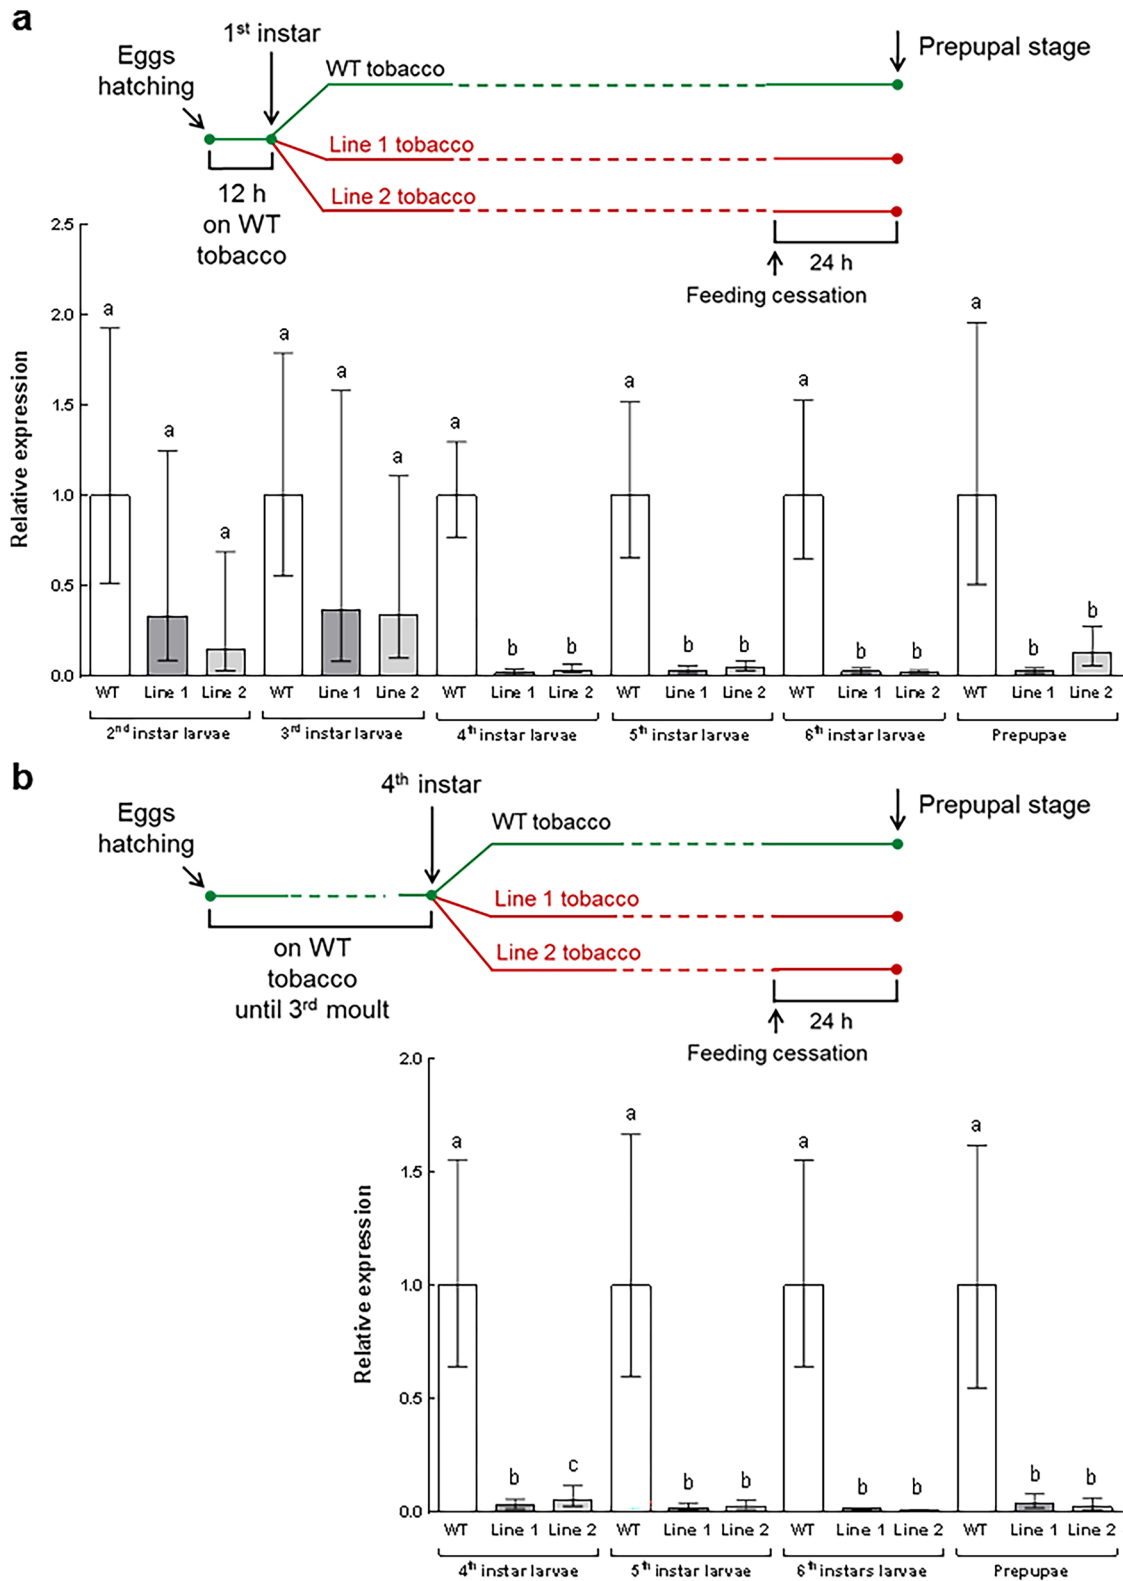 a
1st instar
Eggs
hatching
Prepupal stage
WT tobacco
Line 1 tobacco
Line 2 tobacco
12 h
on WT
tobacco
24 h
Feeding cessation
Relative expression
2.5
2.0
1.5
1.0
0.5
0.0
a a a a a a a b b a b b a b b a b b
WT Line 1 Line 2 WT Line 1 Line 2 WT Line 1 Line 2 WT Line 1 Line 2 WT Line 1 Line 2 WT Line 1 Line 2
2nd instar larvae 3rd instar larvae 4th instar larvae 5th instar larvae 6th instar larvae Prepupae
b
4th instar
Eggs
hatching
Prepupal stage
WT tobacco
Line 1 tobacco
Line 2 tobacco
on WT
tobacco
until 3rd moult
24 h
Feeding cessation
Relative expression
2.0
1.5
1.0
0.5
0.0
a b c a b b a b b a b b
WT Line 1 Line 2 WT Line 1 Line 2 WT Line 1 Line 2 WT Line 1 Line 2
4th instar larvae 5th instar larvae 6th instars larvae Prepupae